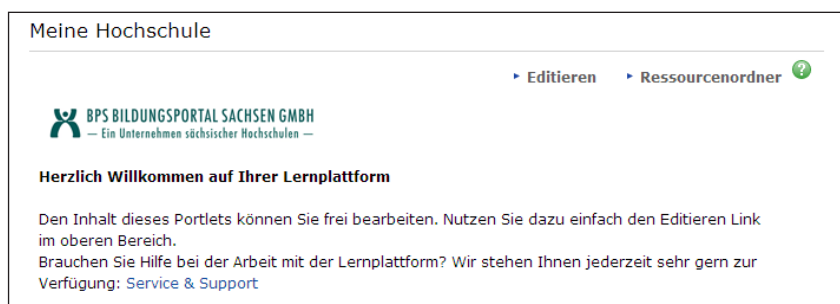 Meine Hochschule
Editieren Ressourcenordner ?
BPS BILDUNGSPORTAL SACHSEN GMBH
— Ein Unternehmen sächsischer Hochschulen —
Herzlich Willkommen auf Ihrer Lernplattform
Den Inhalt dieses Portlets können Sie frei bearbeiten. Nutzen Sie dazu einfach den Editieren Link
im oberen Bereich.
Brauchen Sie Hilfe bei der Arbeit mit der Lernplattform? Wir stehen Ihnen jederzeit sehr gern zur
Verfügung: Service & Support